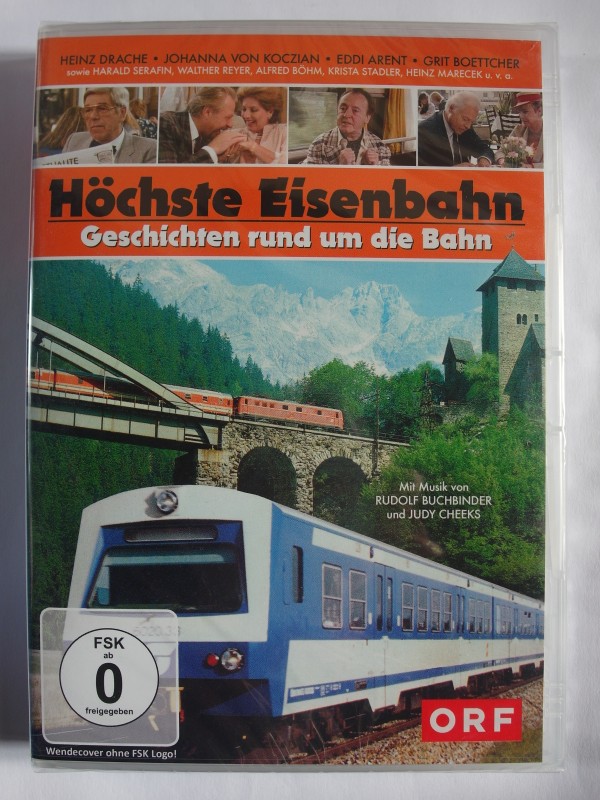 HEINZ DRACHE • JOHANNA VON KOCZIAN • EDDI ARENT • GRIT BOETTCHER
sowie HARALD SERAFIN, WALTHER REYER, ALFRED BÖHM, KRISTA STADLER, HEINZ MARECEK u. v. a.
Höchste Eisenbahn
Geschichten rund um die Bahn
Mit Musik von
RUDOLF BUCHBINDER
und JUDY CHEEKS
FSK
ab
0
freigegeben
Wendecover ohne FSK Logo!
ORF